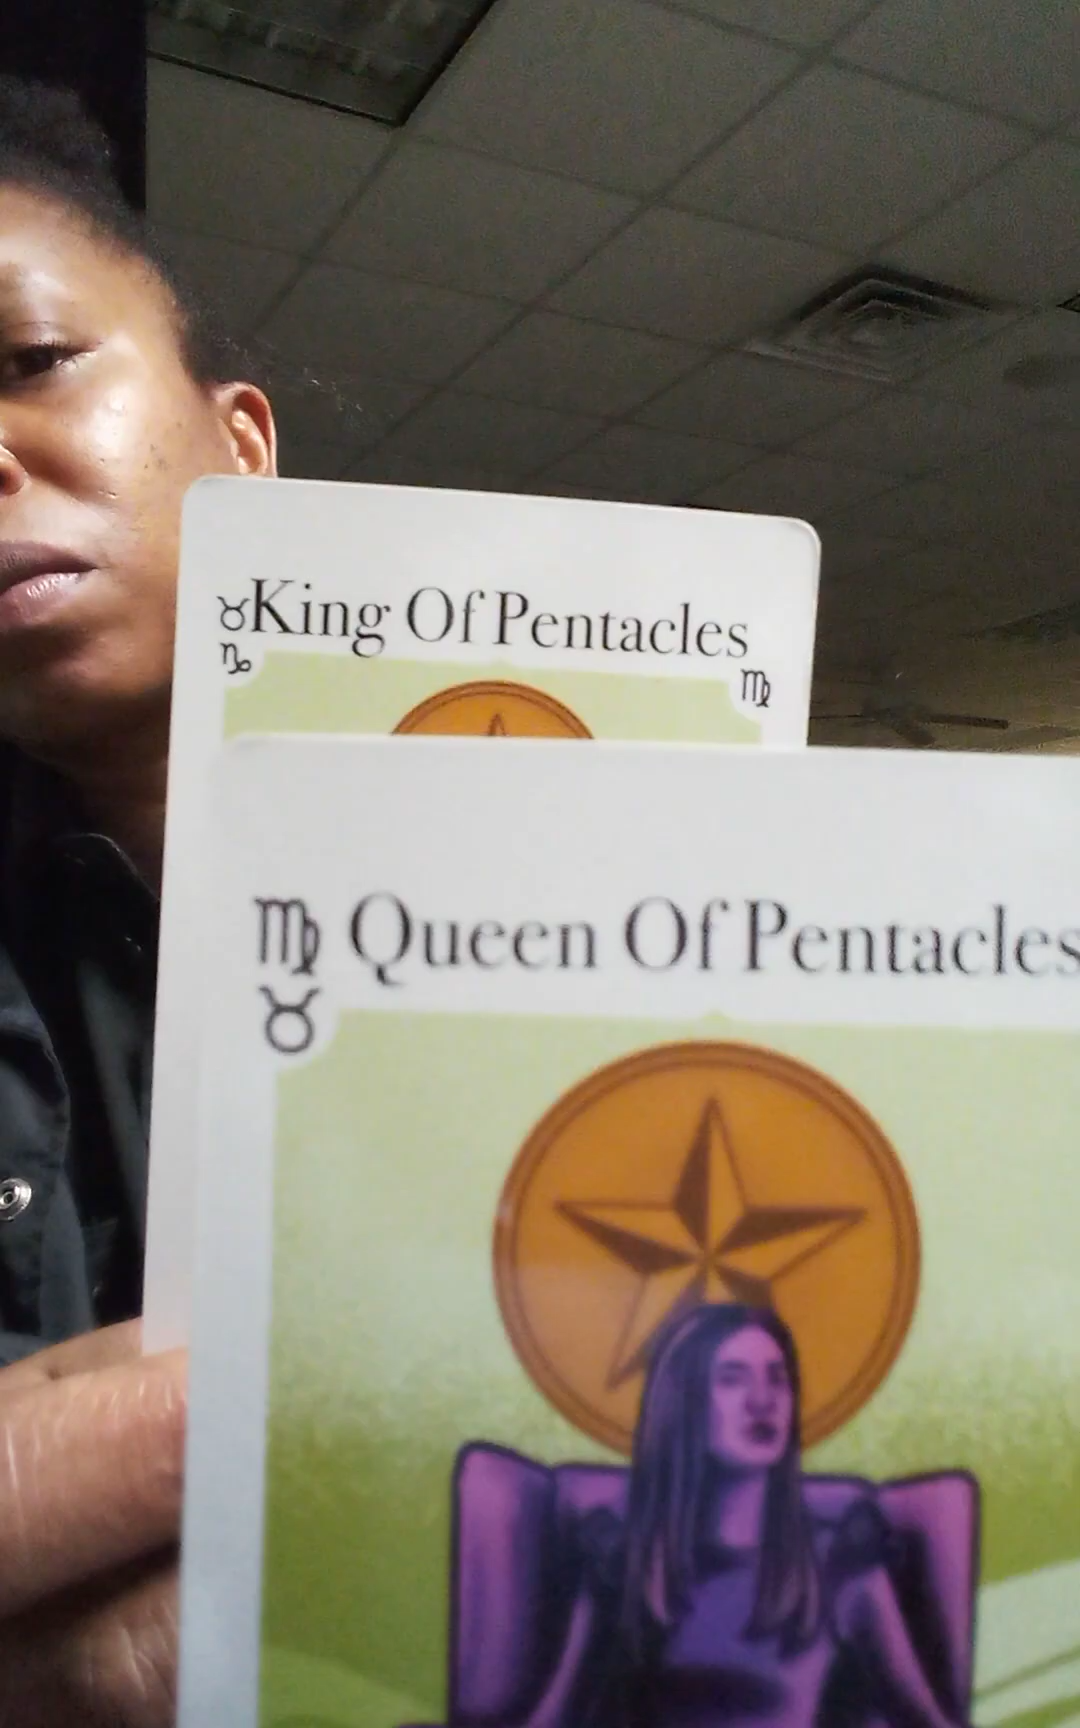 ♉King Of Pentacles
♑ ♍
♍ Queen Of Pentacles
♉